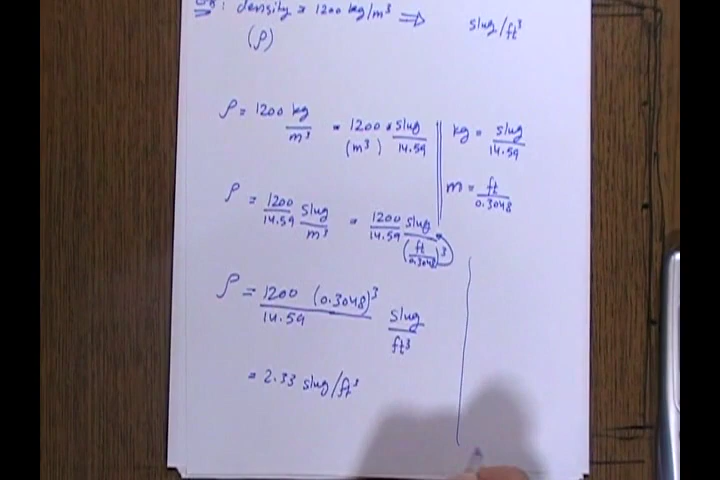 Eg: density = 1200 kg/m³ ⇒ slug/ft³
(ρ)
ρ = 1200 kg/m³ = 1200 * slug/(m³) 14.59
kg = slug/14.59
m = ft/0.3048
ρ = 1200/14.59 slug/m³ = 1200/14.59 slug/(ft/0.3048)³
ρ = 1200 (0.3048)³/14.59 slug/ft³
= 2.33 slug/ft³